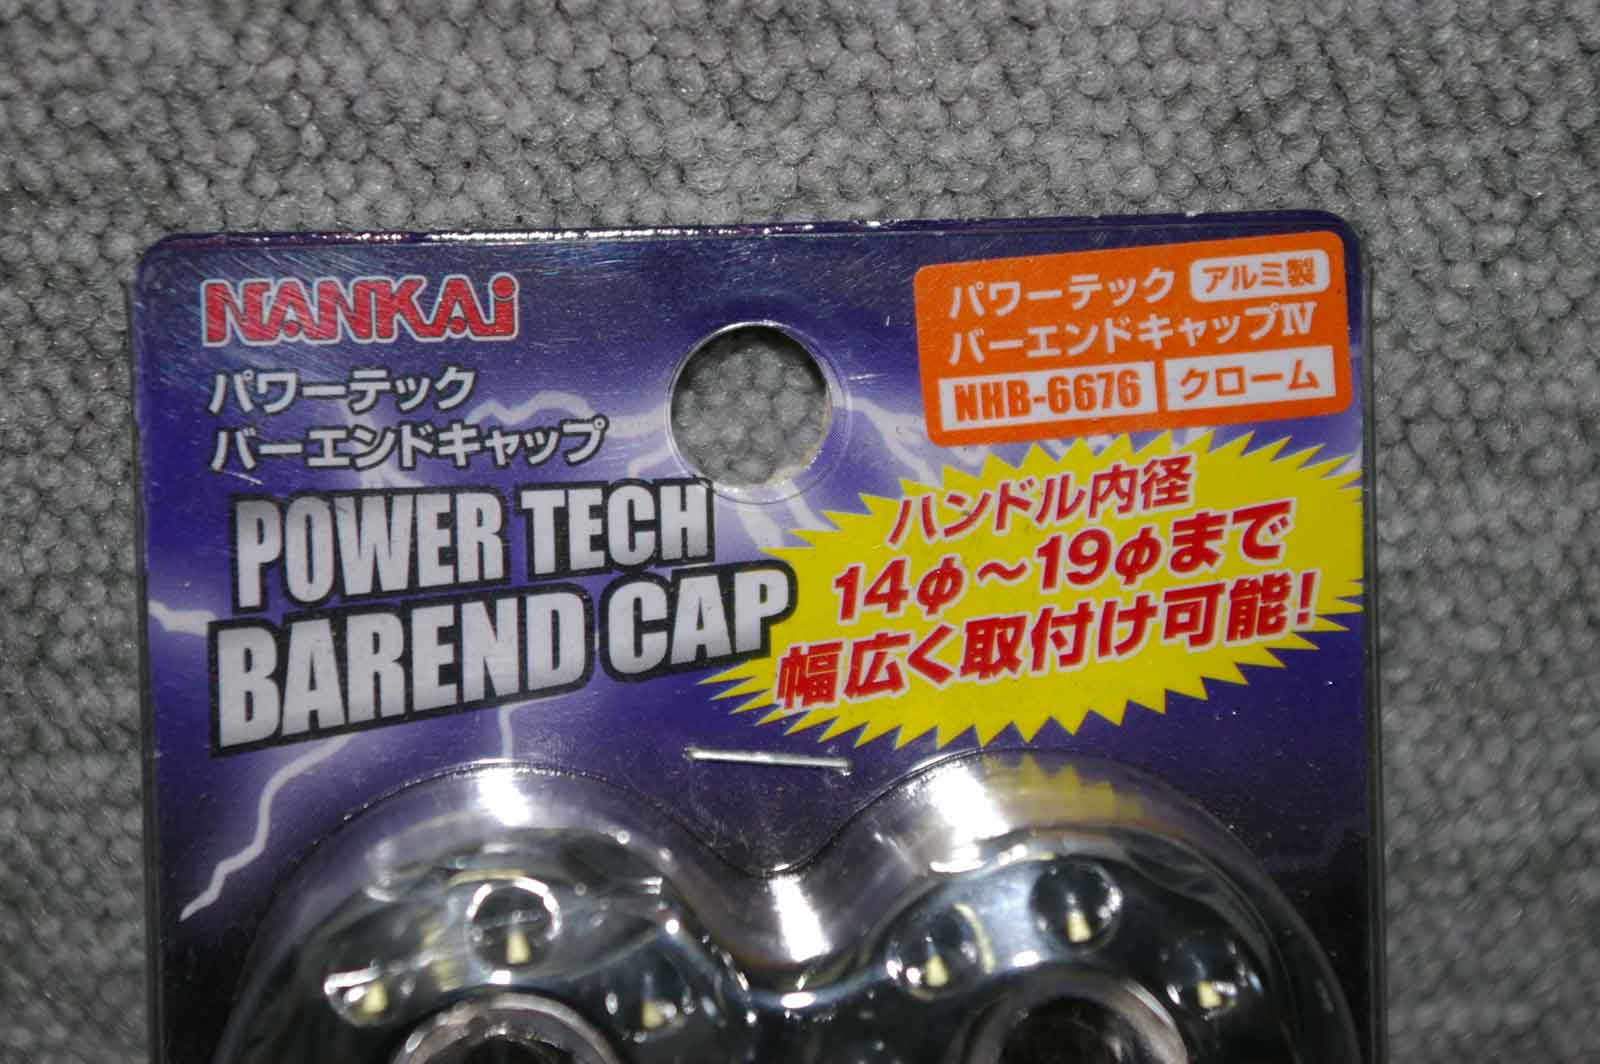 NANKAi
パワーテック
バーエンドキャップ
POWER TECH
BAREND CAP
パワーテック アルミ製
バーエンドキャップⅣ
NHB-6676 クローム
ハンドル内径
14φ～19φまで
幅広く取付け可能!